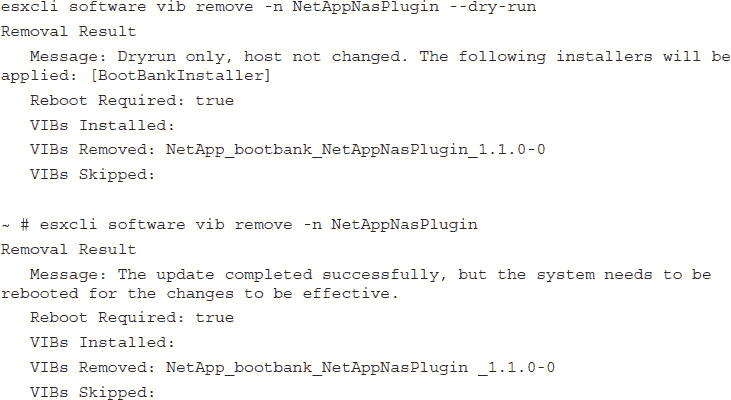 esxcli software vib remove -n NetAppNasPlugin --dry-run
Removal Result
Message: Dryrun only, host not changed. The following installers will be
applied: [BootBankInstaller]
Reboot Required: true
VIBs Installed:
VIBs Removed: NetApp_bootbank_NetAppNasPlugin_1.1.0-0
VIBs Skipped:
~ # esxcli software vib remove -n NetAppNasPlugin
Removal Result
Message: The update completed successfully, but the system needs to be
rebooted for the changes to be effective.
Reboot Required: true
VIBs Installed:
VIBs Removed: NetApp_bootbank_NetAppNasPlugin _1.1.0-0
VIBs Skipped: